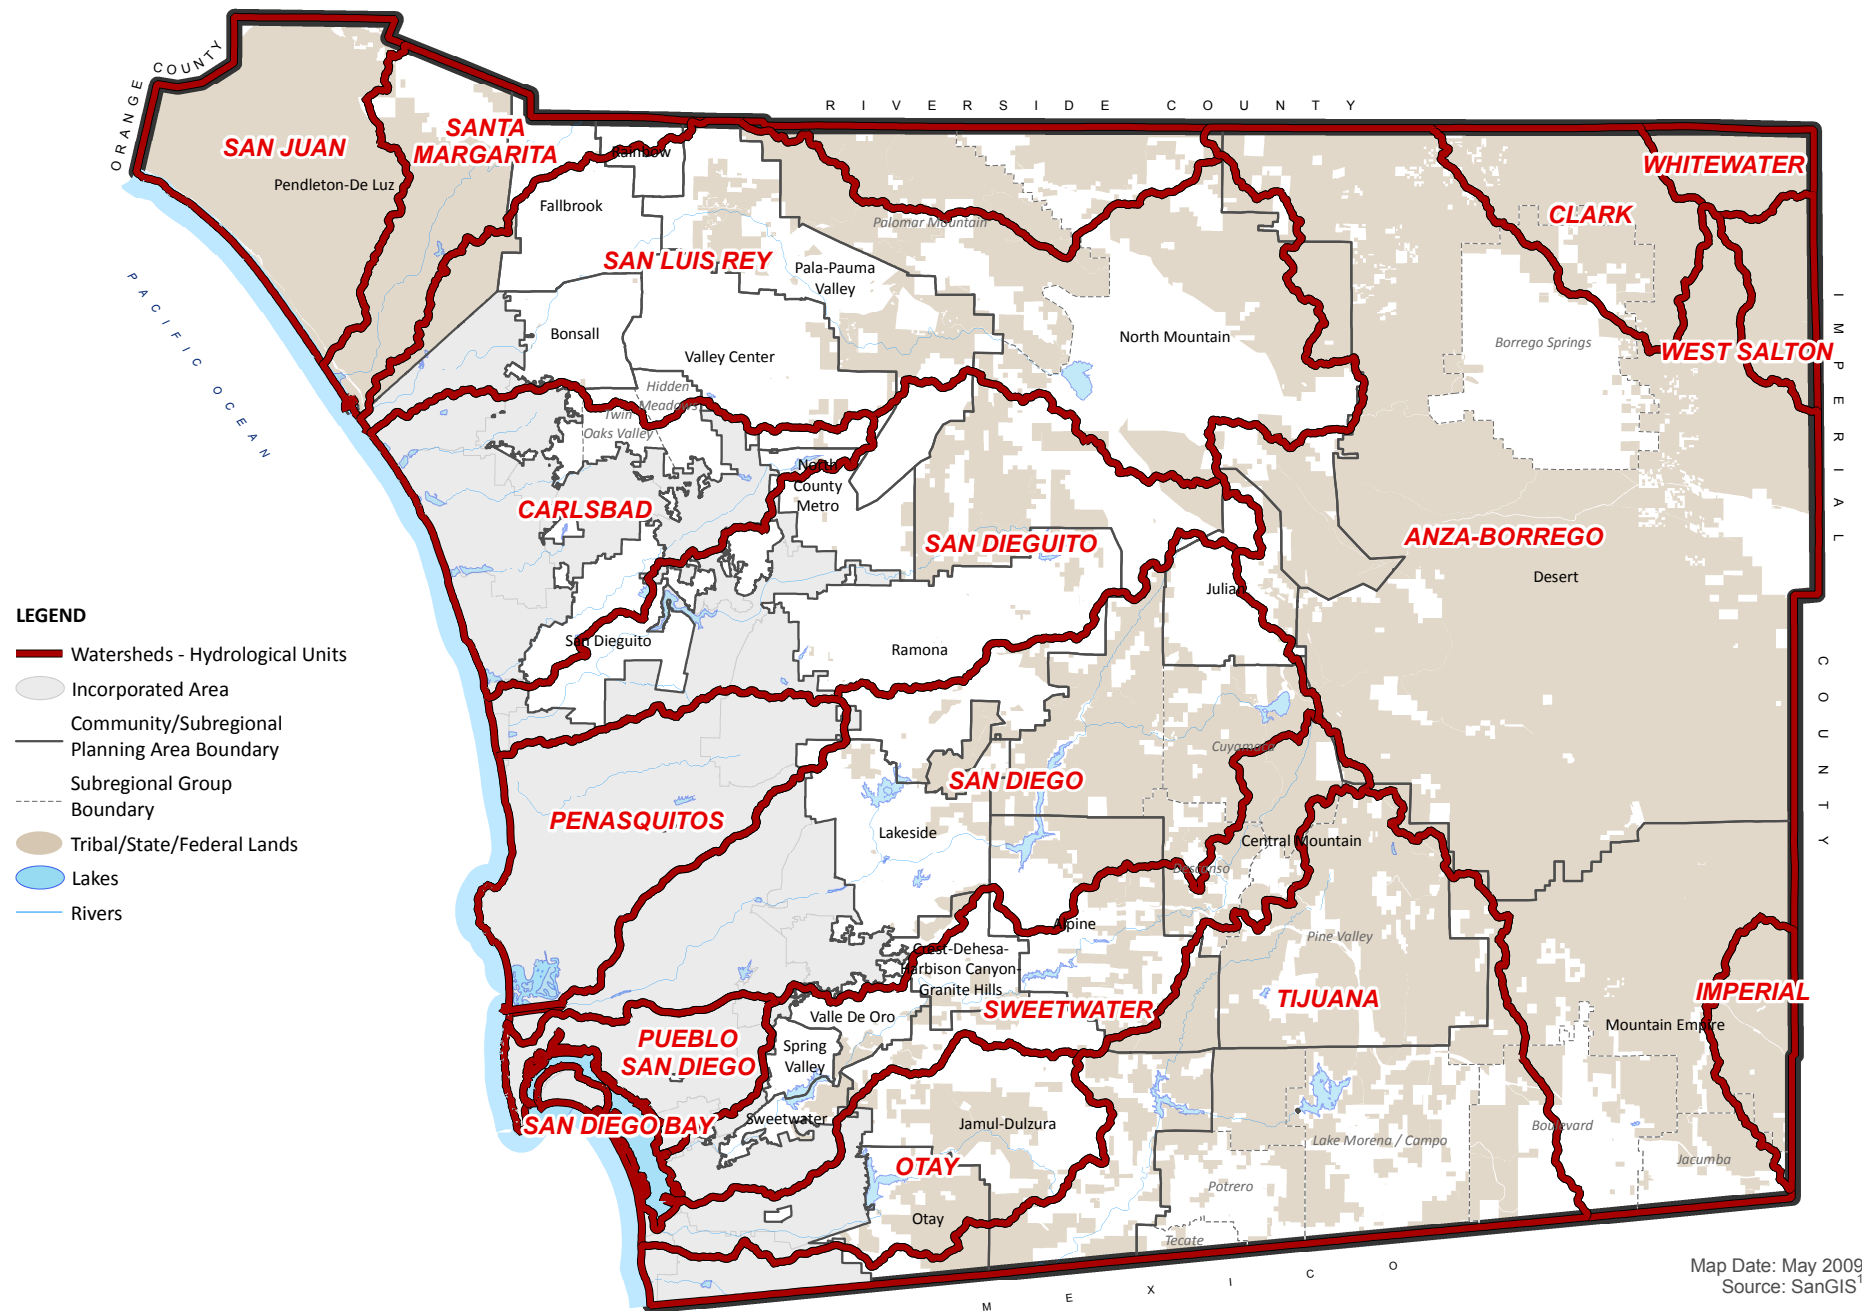 ORANGE COUNTY
RIVERSIDE COUNTY
IMPERIAL COUNTY
PACIFIC OCEAN
MEXICO
SAN JUAN
Pendleton-De Luz
SANTA
MARGARITA
Rainbow
Fallbrook
SAN LUIS REY
Pala-Pauma
Valley
Palomar Mountain
Bonsall
Valley Center
Hidden
Meadows
Twin
Oaks Valley
North Mountain
WHITEWATER
CLARK
Borrego Springs
WEST SALTON
North
County
Metro
CARLSBAD
SAN DIEGUITO
ANZA-BORREGO
Desert
Julian
San Dieguito
Ramona
Cuyamaca
SAN DIEGO
PENASQUITOS
Lakeside
Central Mountain
Descanso
Alpine
Pine Valley
Crest-Dehesa-
Harbison Canyon-
Granite Hills
SWEETWATER
TIJUANA
IMPERIAL
Mountain Empire
Valle De Oro
PUEBLO
SAN DIEGO
Spring
Valley
SAN DIEGO BAY
Sweetwater
Jamul-Dulzura
Lake Morena / Campo
Boulevard
Jacumba
OTAY
Potrero
Otay
Tecate
LEGEND
Watersheds - Hydrological Units
Incorporated Area
Community/Subregional
Planning Area Boundary
Subregional Group
Boundary
Tribal/State/Federal Lands
Lakes
Rivers
Map Date: May 2009
Source: SanGIS1